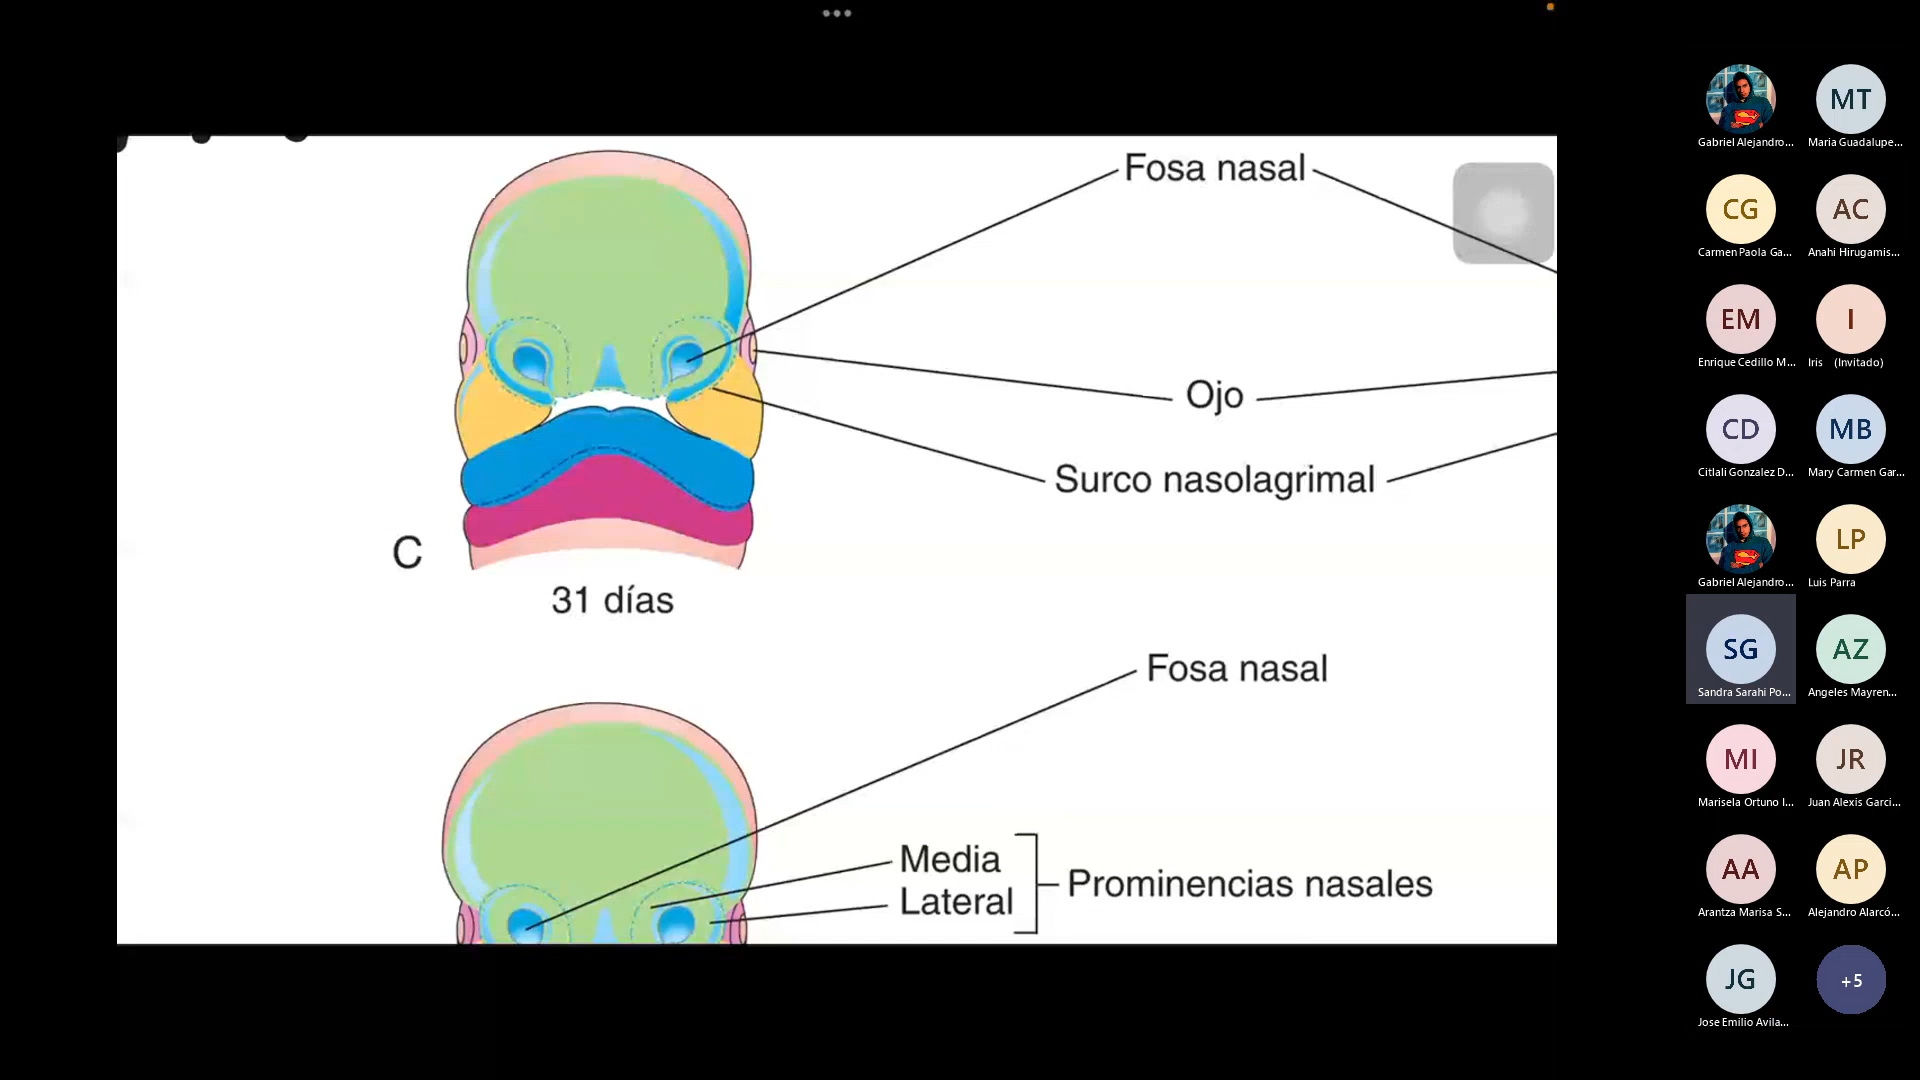 Fosa nasal
Ojo
Surco nasolagrimal
C
31 días
Fosa nasal
Media
Lateral
Prominencias nasales
Gabriel Alejandro...
MT
Maria Guadalupe...
CG
Carmen Paola Ga...
AC
Anahi Hirugamis...
EM
Enrique Cedillo M...
I
Iris (Invitado)
CD
Citlali Gonzalez D...
MB
Mary Carmen Gar...
Gabriel Alejandro...
LP
Luis Parra
SG
Sandra Sarahi Po...
AZ
Angeles Mayren...
MI
Marisela Ortuno I...
JR
Juan Alexis Garci...
AA
Arantza Marisa S...
AP
Alejandro Alarcó...
JG
Jose Emilio Avila...
+5